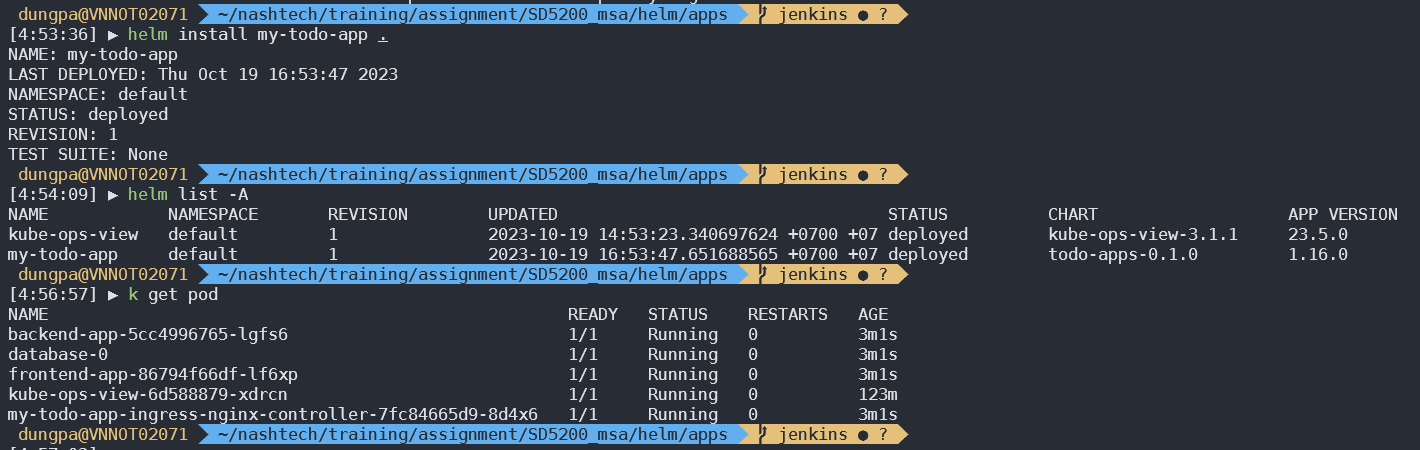 dungpa@VNNOT02071 ~/nashtech/training/assignment/SD5200_msa/helm/apps jenkins ● ?
[4:53:36] ▶ helm install my-todo-app .
NAME: my-todo-app
LAST DEPLOYED: Thu Oct 19 16:53:47 2023
NAMESPACE: default
STATUS: deployed
REVISION: 1
TEST SUITE: None
dungpa@VNNOT02071 ~/nashtech/training/assignment/SD5200_msa/helm/apps jenkins ● ?
[4:54:09] ▶ helm list -A
NAME NAMESPACE REVISION UPDATED STATUS CHART APP VERSION
kube-ops-view default 1 2023-10-19 14:53:23.340697624 +0700 +07 deployed kube-ops-view-3.1.1 23.5.0
my-todo-app default 1 2023-10-19 16:53:47.651688565 +0700 +07 deployed todo-apps-0.1.0 1.16.0
dungpa@VNNOT02071 ~/nashtech/training/assignment/SD5200_msa/helm/apps jenkins ● ?
[4:56:57] ▶ k get pod
NAME READY STATUS RESTARTS AGE
backend-app-5cc4996765-lgfs6 1/1 Running 0 3m1s
database-0 1/1 Running 0 3m1s
frontend-app-86794f66df-lf6xp 1/1 Running 0 3m1s
kube-ops-view-6d588879-xdrcn 1/1 Running 0 123m
my-todo-app-ingress-nginx-controller-7fc84665d9-8d4x6 1/1 Running 0 3m1s
dungpa@VNNOT02071 ~/nashtech/training/assignment/SD5200_msa/helm/apps jenkins ● ?